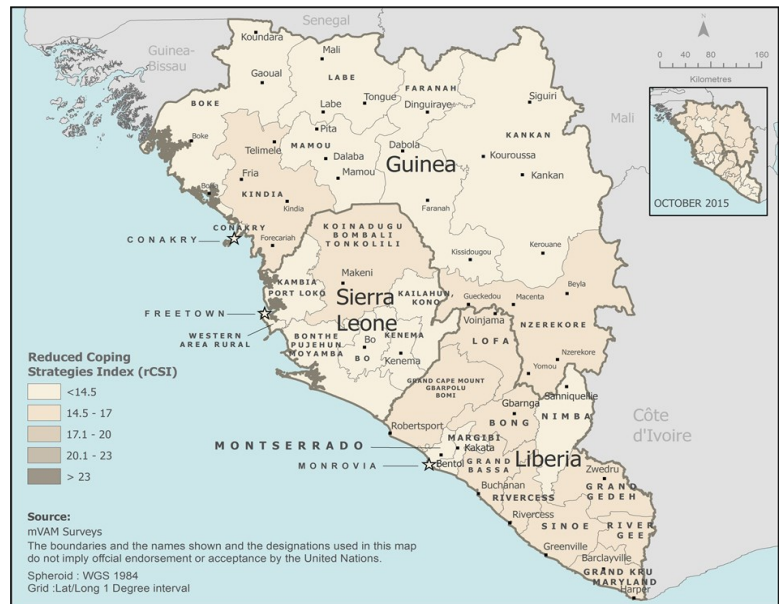 Senegal
Guinea-
Bissau
Mali
Côte
d'Ivoire
N
160 80 0 160
Kilometres
OCTOBER 2015
Koundara
Mali
Gaoual
LABE
Tongue
Labe
FARANAH
Dinguiraye
Siguiri
BOKE
Boke
Pita
MAMOU
Telimele
Dalaba
Mamou
Dabola
Guinea
KANKAN
Kouroussa
Kankan
Fria
KINDIA
Kindia
Faranah
CONAKRY
CONAKRY
Forecariah
KOINADUGU
BOMBALI
TONKOLILI
Kissidougou
Kerouane
Makeni
KAMBIA
PORT LOKO
Sierra
Leone
KAILAHUN,
KONO
Gueckedou
Macenta
Beyla
FREETOWN
WESTERN
AREA RURAL
BONTHE
PUJEHUN
MOYAMBA
Bo
BO
KENEMA
Kenema
Voinjama
NZEREKORE
LOFA
Nzerekore
Yomou
Sanniquellie
GRAND CAPE MOUNT
GBARPOLU
BOMI
Gbarnga
NIMBA
BONG
Robertsport
MONTSERRADO
MARGIBI
Kakata
MONROVIA
Bentol
GRAND
BASSA
Liberia
Zwedru
GRAND
GEDEH
Buchanan
RIVERCESS
Rivercess
SINOE
RIVER
GEE
Greenville
Barclayville
GRAND KRU
MARYLAND
Harper
Reduced Coping
Strategies Index (rCSI)
<14.5
14.5 - 17
17.1 - 20
20.1 - 23
> 23
Source:
mVAM Surveys
The boundaries and the names shown and the designations used in this map
do not imply offcial endorsement or acceptance by the United Nations.
Spheroid : WGS 1984
Grid :Lat/Long 1 Degree interval